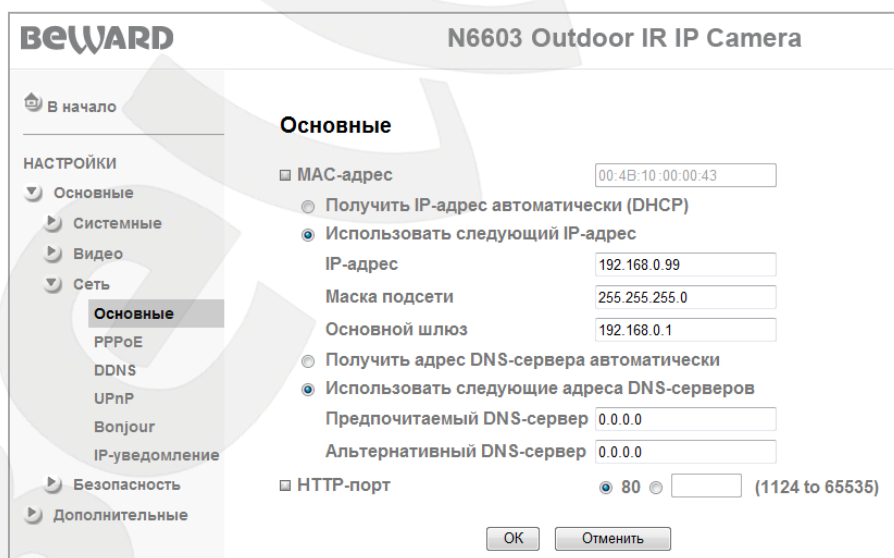 BEWARD
N6603 Outdoor IR IP Camera
В начало
НАСТРОЙКИ
Основные
Системные
Видео
Сеть
Основные
PPPoE
DDNS
UPnP
Bonjour
IP-уведомление
Безопасность
Дополнительные
Основные
MAC-адрес 00:4B:10:00:00:43
Получить IP-адрес автоматически (DHCP)
Использовать следующий IP-адрес
IP-адрес 192.168.0.99
Маска подсети 255.255.255.0
Основной шлюз 192.168.0.1
Получить адрес DNS-сервера автоматически
Использовать следующие адреса DNS-серверов
Предпочитаемый DNS-сервер 0.0.0.0
Альтернативный DNS-сервер 0.0.0.0
HTTP-порт 80 (1124 to 65535)
OK Отменить